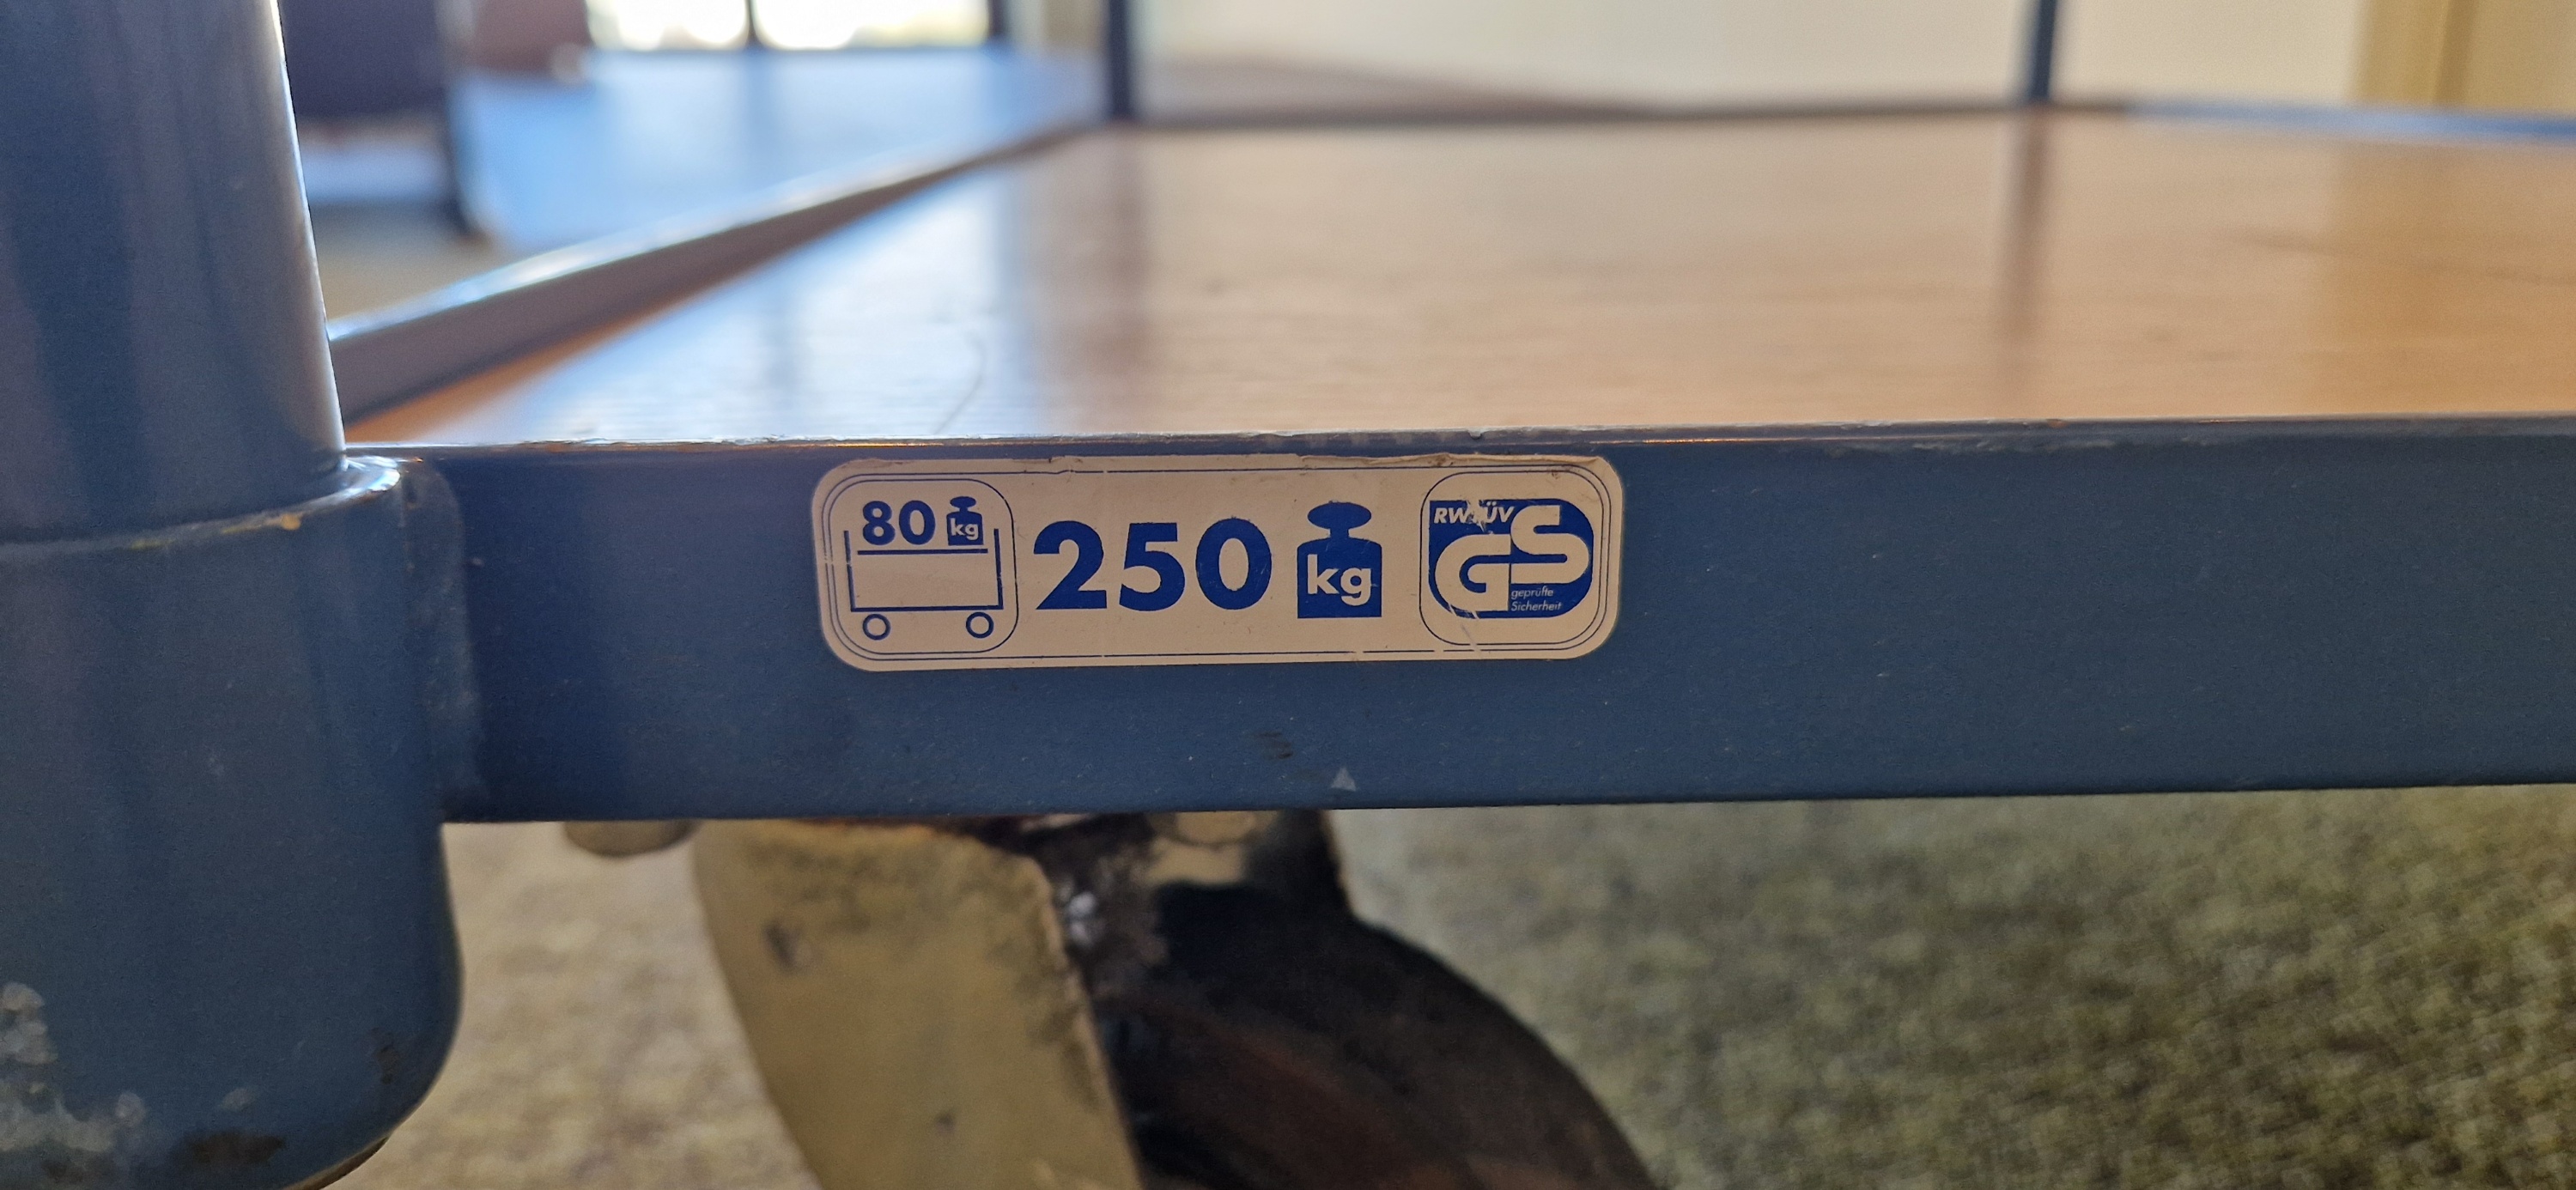 80 kg
250 kg
RWTÜV
GS
geprüfte
Sicherheit